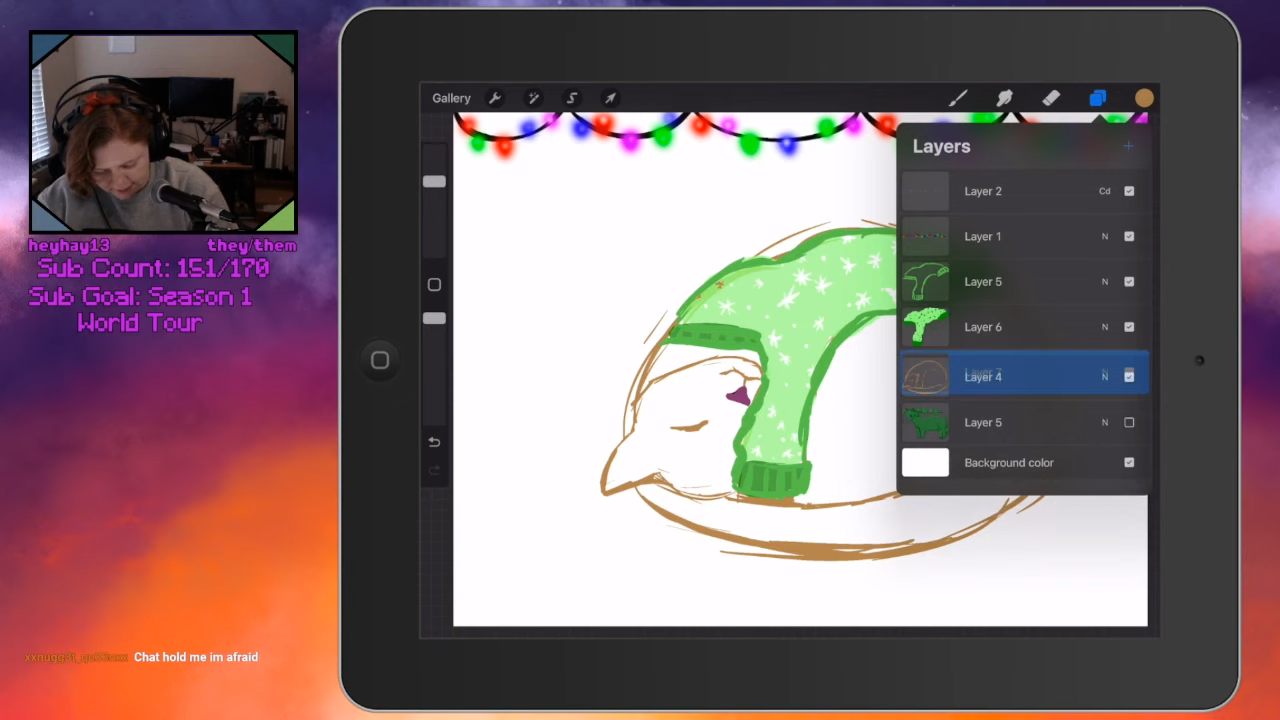 heyhay13 they/them
Sub Count: 151/170
Sub Goal: Season 1
World Tour
Chat hold me im afraid
Gallery
Layers
Layer 2 Cd
Layer 1 N
Layer 5 N
Layer 6 N
Layer 4 N
Layer 5 N
Background color